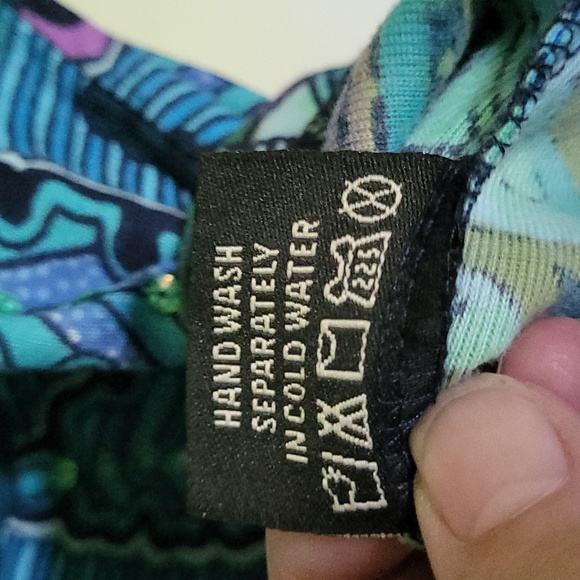 HAND WASH
SEPARATELY
IN COLD WATER